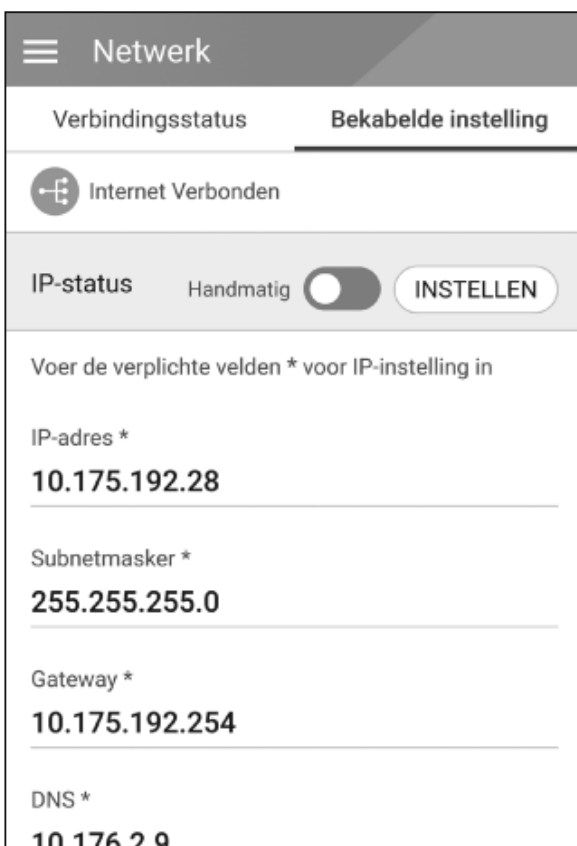 Netwerk
Verbindingsstatus Bekabelde instelling
Internet Verbonden
IP-status Handmatig INSTELLEN
Voer de verplichte velden * voor IP-instelling in
IP-adres *
10.175.192.28
Subnetmasker *
255.255.255.0
Gateway *
10.175.192.254
DNS *
10.176.2.9